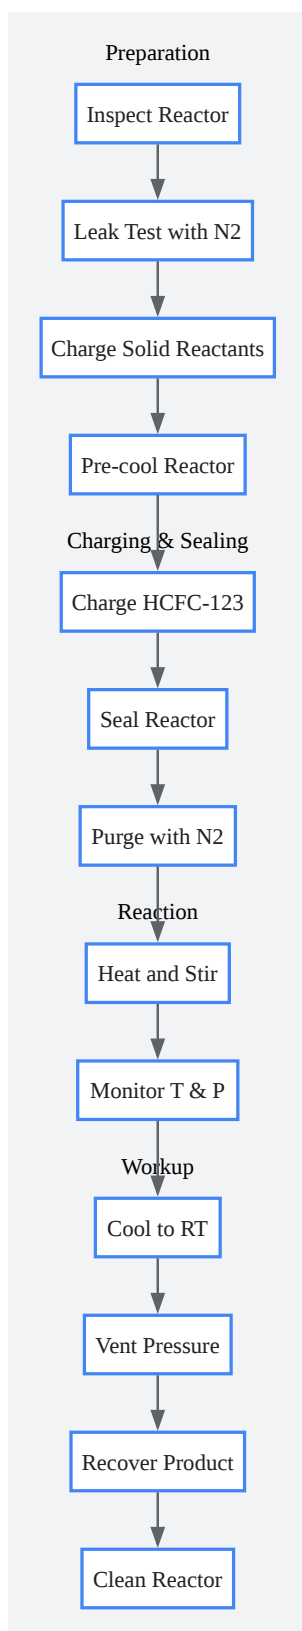 Preparation
Inspect Reactor
Leak Test with N2
Charge Solid Reactants
Pre-cool Reactor
Charging & Sealing
Charge HCFC-123
Seal Reactor
Purge with N2
Reaction
Heat and Stir
Monitor T & P
Workup
Cool to RT
Vent Pressure
Recover Product
Clean Reactor